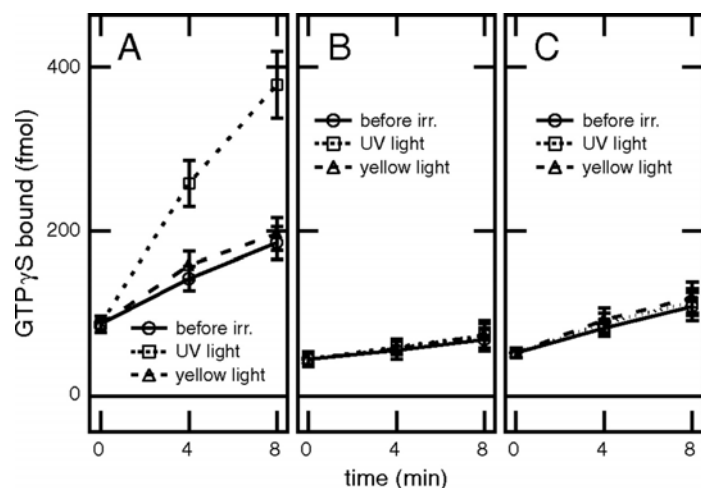 A
B
C
GTPγS bound (fmol)
400
200
0
before irr.
UV light
yellow light
before irr.
UV light
yellow light
before irr.
UV light
yellow light
0 4 8 0 4 8 0 4 8
time (min)